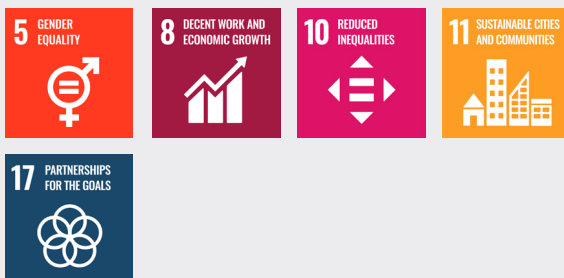 5 GENDER
EQUALITY
8 DECENT WORK AND
ECONOMIC GROWTH
10 REDUCED
INEQUALITIES
11 SUSTAINABLE CITIES
AND COMMUNITIES
17 PARTNERSHIPS
FOR THE GOALS